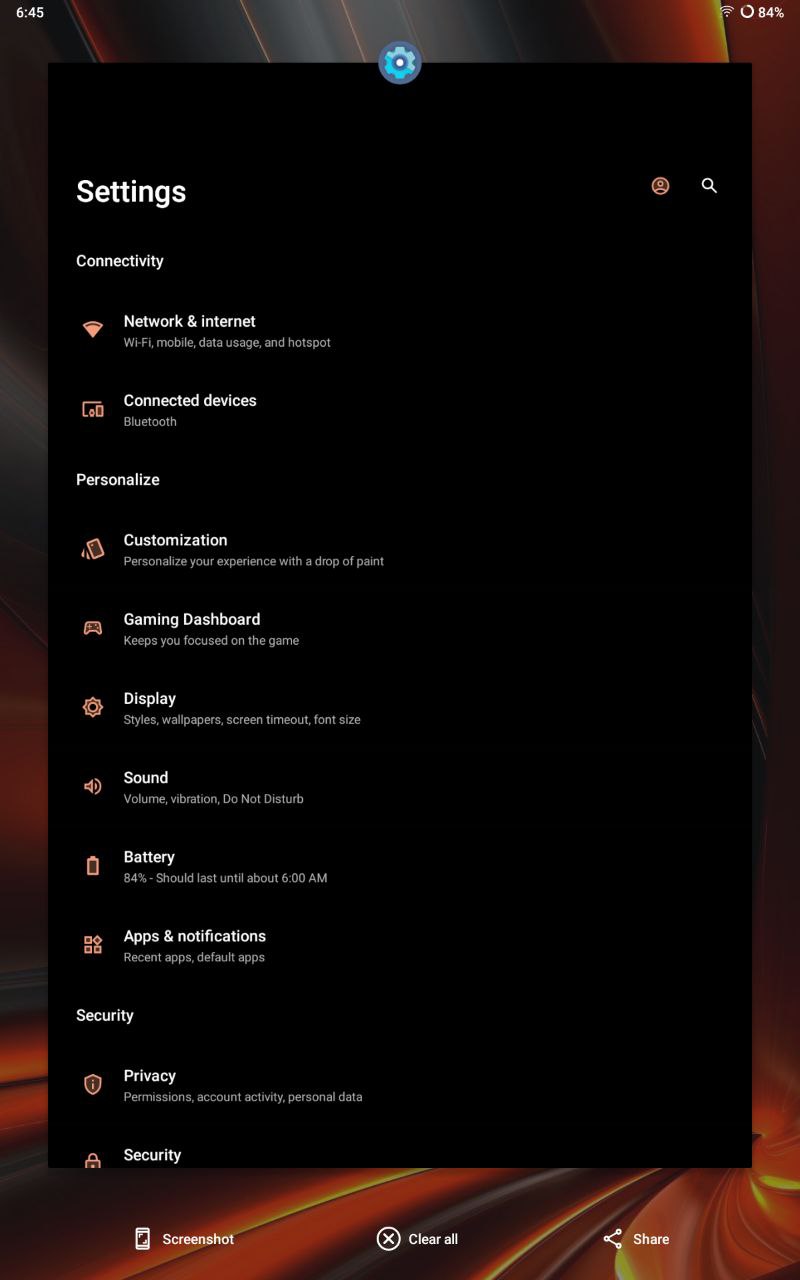 6:45
84%
Settings
Connectivity
Network & internet
Wi-Fi, mobile, data usage, and hotspot
Connected devices
Bluetooth
Personalize
Customization
Personalize your experience with a drop of paint
Gaming Dashboard
Keeps you focused on the game
Display
Styles, wallpapers, screen timeout, font size
Sound
Volume, vibration, Do Not Disturb
Battery
84% - Should last until about 6:00 AM
Apps & notifications
Recent apps, default apps
Security
Privacy
Permissions, account activity, personal data
Security
Screenshot
Clear all
Share